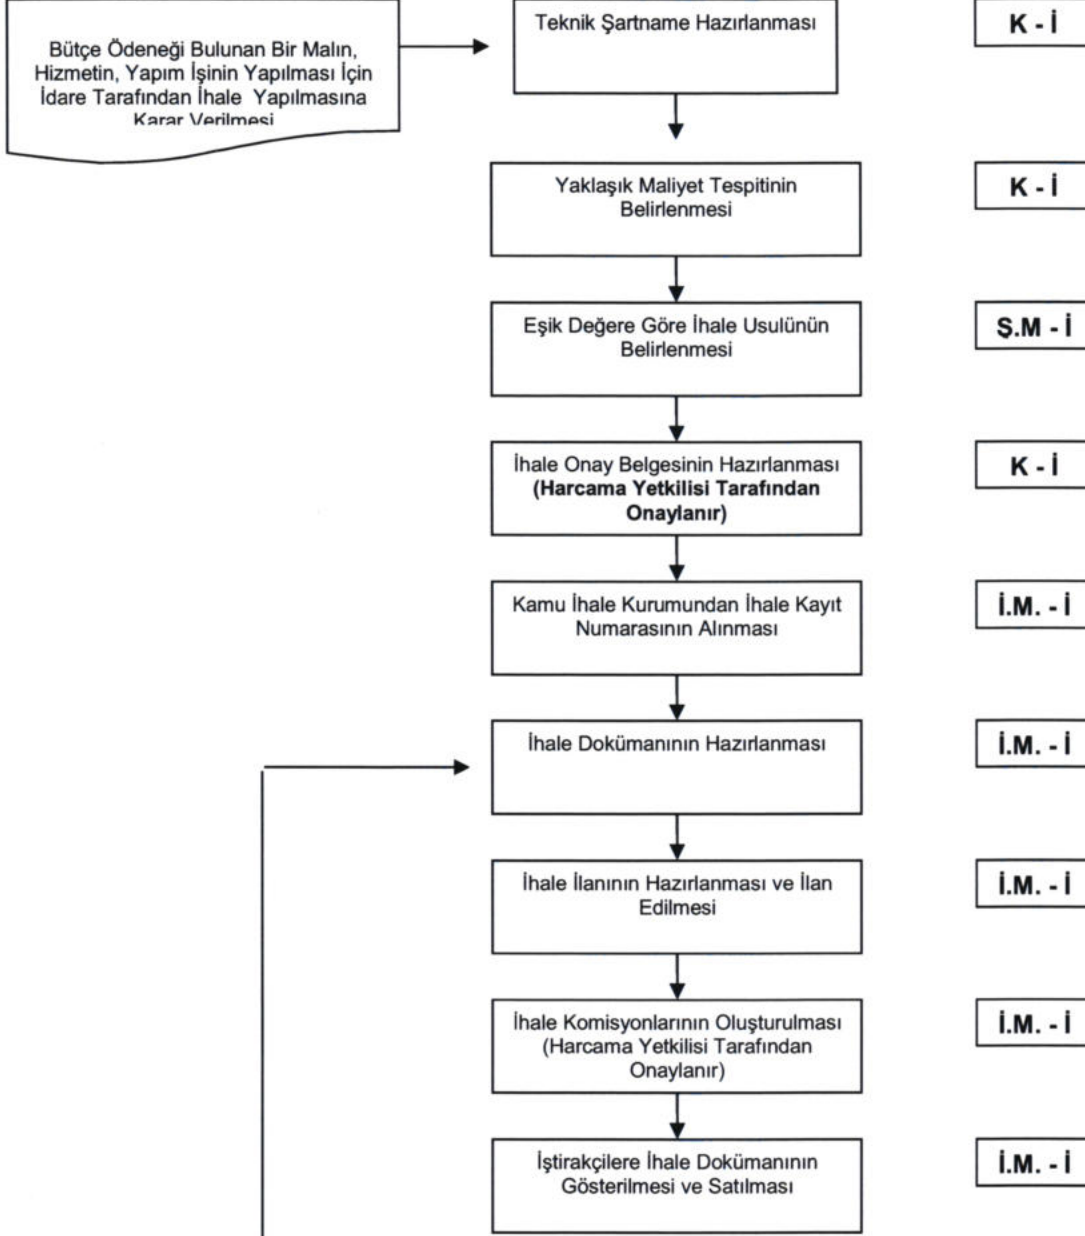 Bütçe Ödeneği Bulunan Bir Malın,
Hizmetin, Yapım İşinin Yapılması İçin
İdare Tarafından İhale Yapılmasına
Karar Verilmesi
Teknik Şartname Hazırlanması
K - İ
Yaklaşık Maliyet Tespitinin
Belirlenmesi
K - İ
Eşik Değere Göre İhale Usulünün
Belirlenmesi
Ş.M - İ
İhale Onay Belgesinin Hazırlanması
(Harcama Yetkilisi Tarafından
Onaylanır)
K - İ
Kamu İhale Kurumundan İhale Kayıt
Numarasının Alınması
İ.M. - İ
İhale Dokümanının Hazırlanması
İ.M. - İ
İhale İlanının Hazırlanması ve İlan
Edilmesi
İ.M. - İ
İhale Komisyonlarının Oluşturulması
(Harcama Yetkilisi Tarafından
Onaylanır)
İ.M. - İ
İştirakçilere İhale Dokümanının
Gösterilmesi ve Satılması
İ.M. - İ